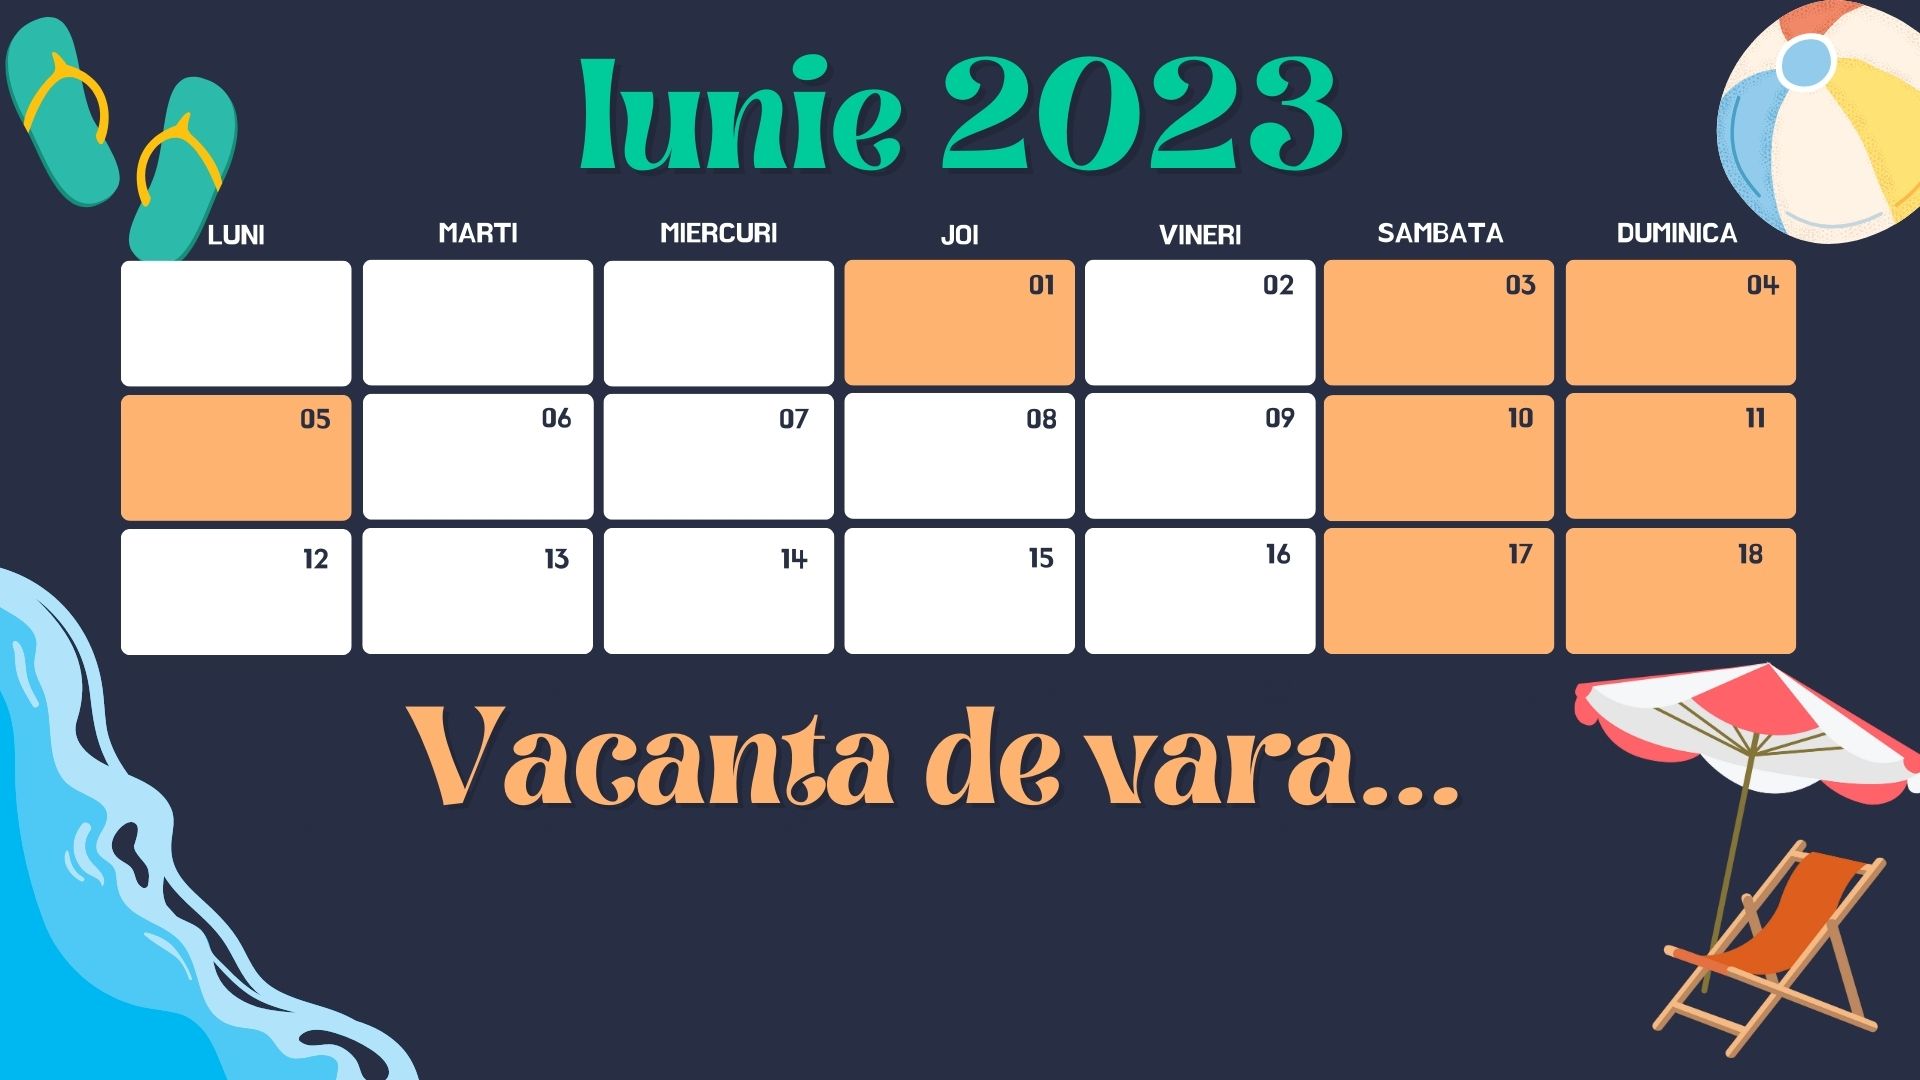 Iunie 2023
LUNI MARTI MIERCURI JOI VINERI SAMBATA DUMINICA
01 02 03 04
05 06 07 08 09 10 11
12 13 14 15 16 17 18
Vacanta de vara...